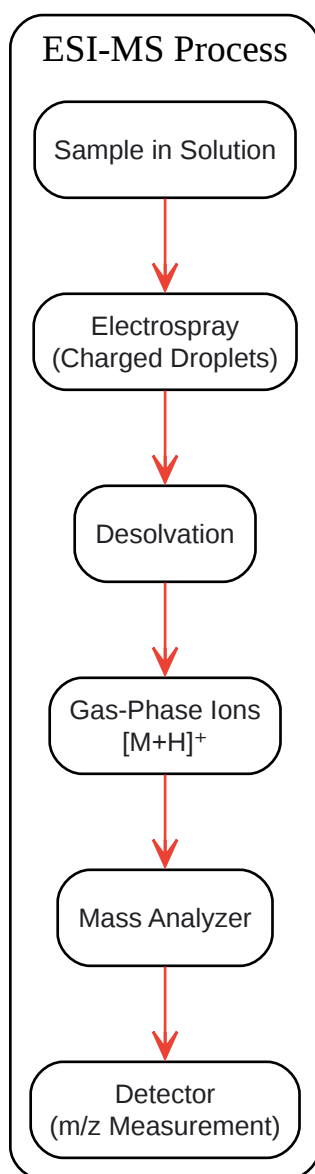 ESI-MS Process
Sample in Solution
Electrospray
(Charged Droplets)
Desolvation
Gas-Phase Ions
[M+H]⁺
Mass Analyzer
Detector
(m/z Measurement)